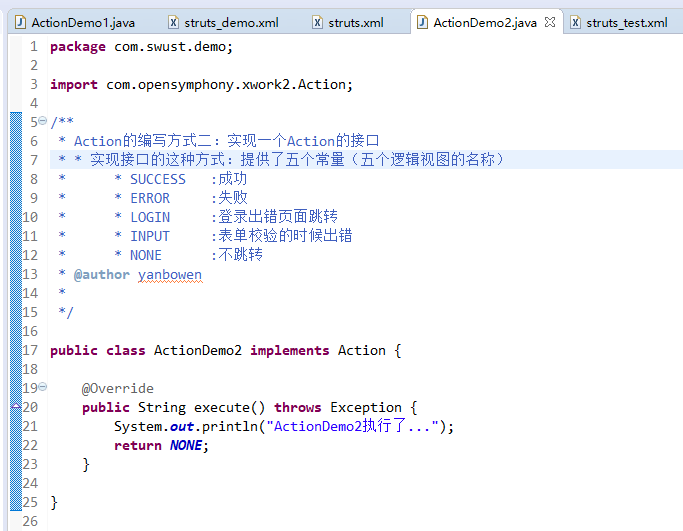 ActionDemo1.java struts_demo.xml struts.xml ActionDemo2.java struts_test.xml
1 package com.swust.demo;
2
3 import com.opensymphony.xwork2.Action;
4
5 /**
6  * Action的编写方式二：实现一个Action的接口
7  * * 实现接口的这种方式：提供了五个常量（五个逻辑视图的名称）
8  *      * SUCCESS   :成功
9  *      * ERROR     :失败
10  *      * LOGIN     :登录出错页面跳转
11  *      * INPUT     :表单校验的时候出错
12  *      * NONE      :不跳转
13  * @author yanbowen
14  *
15  */
16
17 public class ActionDemo2 implements Action {
18
19     @Override
20     public String execute() throws Exception {
21         System.out.println("ActionDemo2执行了...");
22         return NONE;
23     }
24
25 }
26